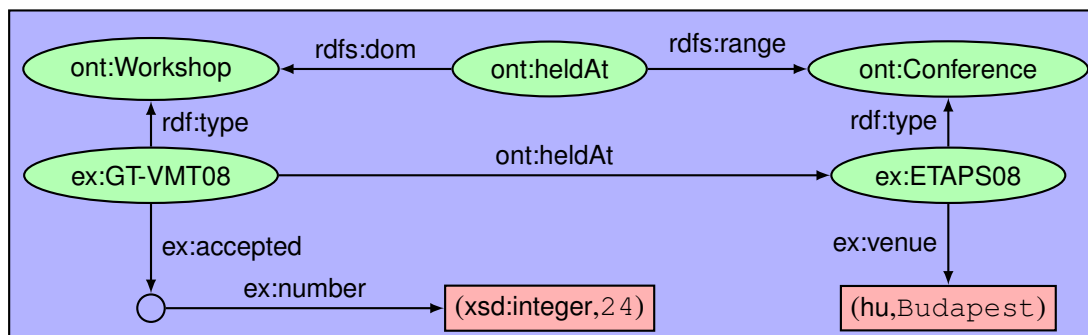 rdfs:dom
rdfs:range
ont:Workshop
ont:heldAt
ont:Conference
rdf:type
rdf:type
ont:heldAt
ex:GT-VMT08
ex:ETAPS08
ex:accepted
ex:venue
ex:number
(xsd:integer,24)
(hu,Budapest)